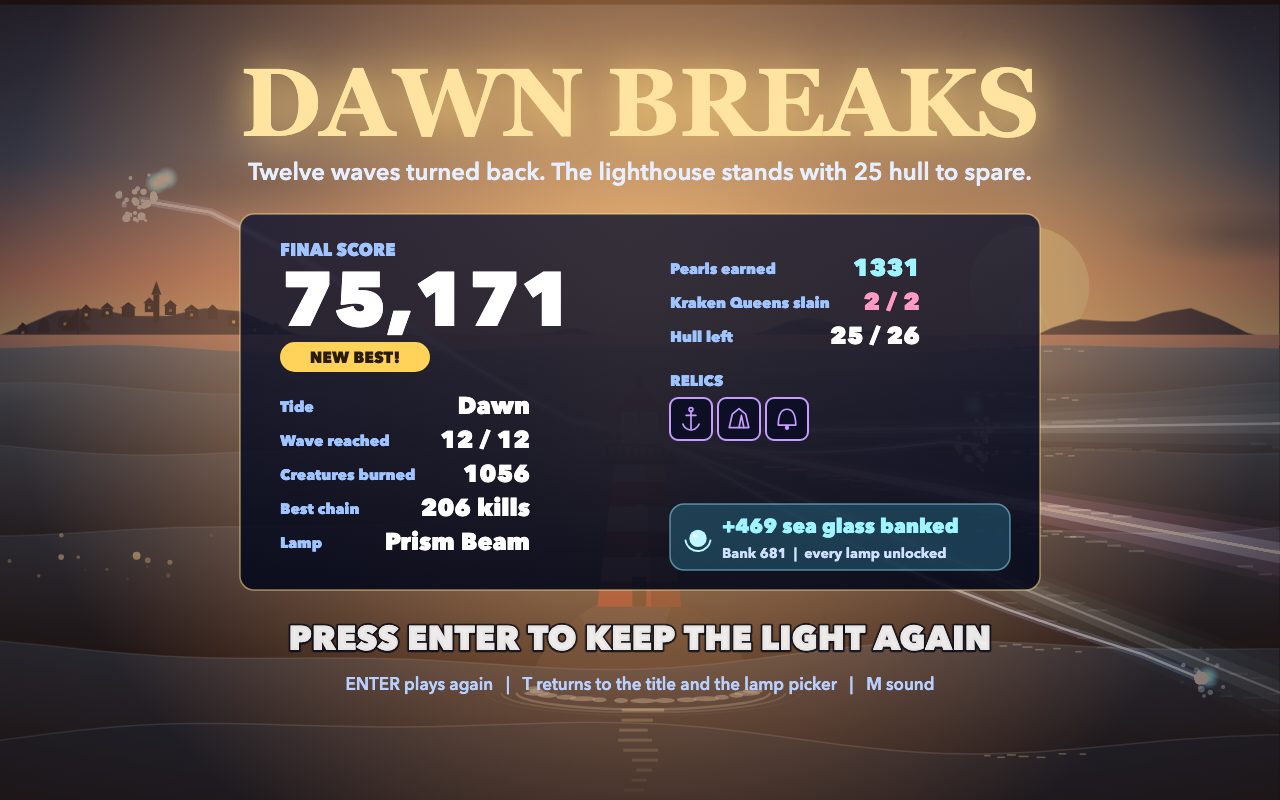 DAWN BREAKS
Twelve waves turned back. The lighthouse stands with 25 hull to spare.
FINAL SCORE
75,171
NEW BEST!
Tide Dawn
Wave reached 12 / 12
Creatures burned 1056
Best chain 206 kills
Lamp Prism Beam
Pearls earned 1331
Kraken Queens slain 2 / 2
Hull left 25 / 26
RELICS
+469 sea glass banked
Bank 681 | every lamp unlocked
PRESS ENTER TO KEEP THE LIGHT AGAIN
ENTER plays again | T returns to the title and the lamp picker | M sound